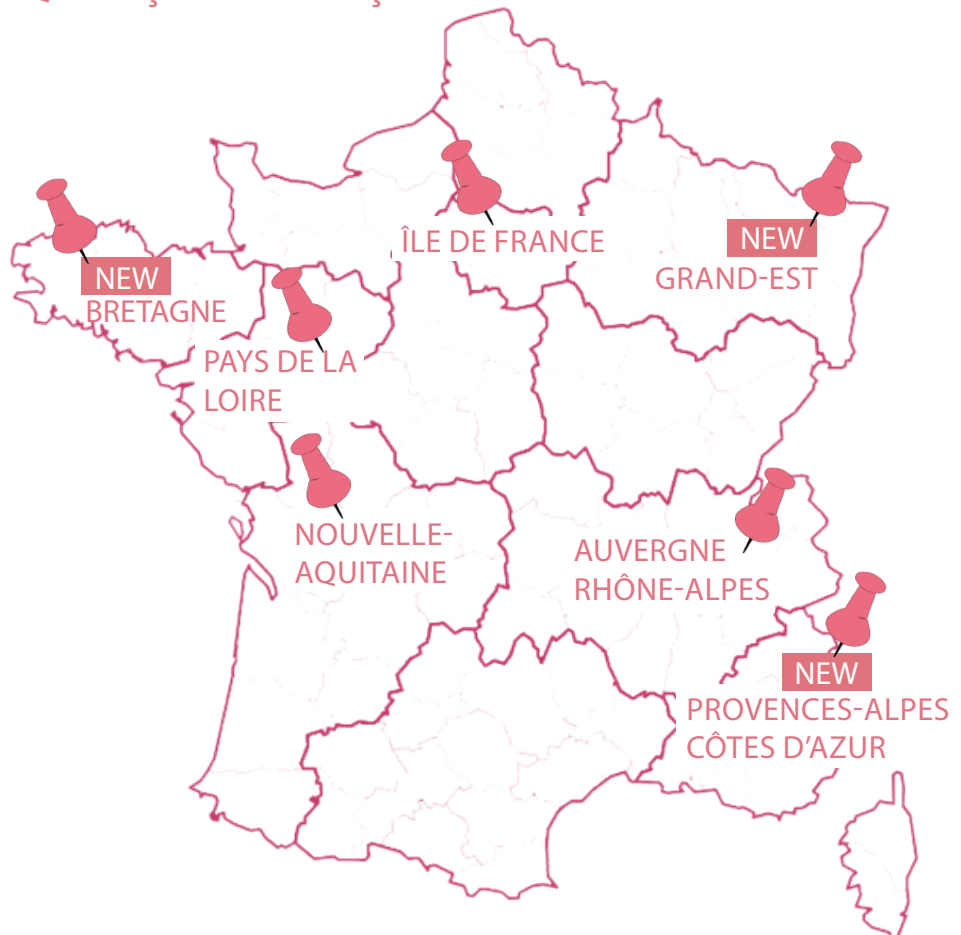 ÎLE DE FRANCE
NEW
GRAND-EST
NEW
BRETAGNE
PAYS DE LA
LOIRE
NOUVELLE-
AQUITAINE
AUVERGNE
RHÔNE-ALPES
NEW
PROVENCES-ALPES
CÔTES D'AZUR